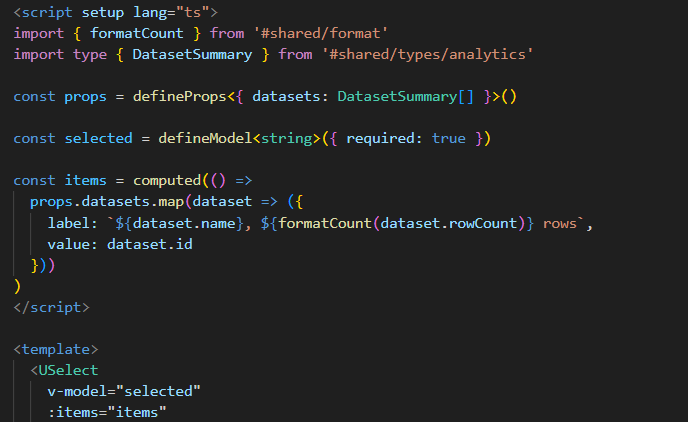 <script setup lang="ts">
import { formatCount } from '#shared/format'
import type { DatasetSummary } from '#shared/types/analytics'

const props = defineProps<{ datasets: DatasetSummary[] }>()

const selected = defineModel<string>({ required: true })

const items = computed(() =>
  props.datasets.map(dataset => ({
    label: `${dataset.name}, ${formatCount(dataset.rowCount)} rows`,
    value: dataset.id
  }))
)
</script>

<template>
  <USelect
    v-model="selected"
    :items="items"